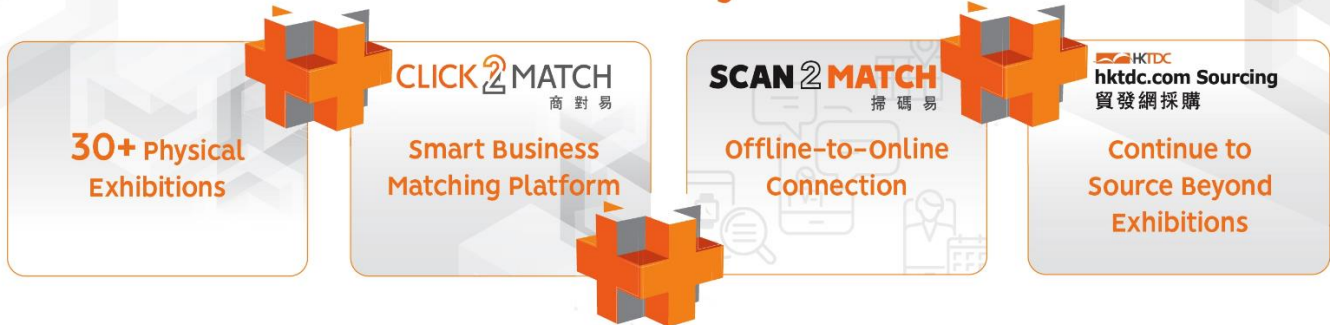 30+ Physical
Exhibitions
CLICK2MATCH
商對易
Smart Business
Matching Platform
SCAN2MATCH
掃碼易
Offline-to-Online
Connection
HKTDC
hktdc.com Sourcing
貿發網採購
Continue to
Source Beyond
Exhibitions